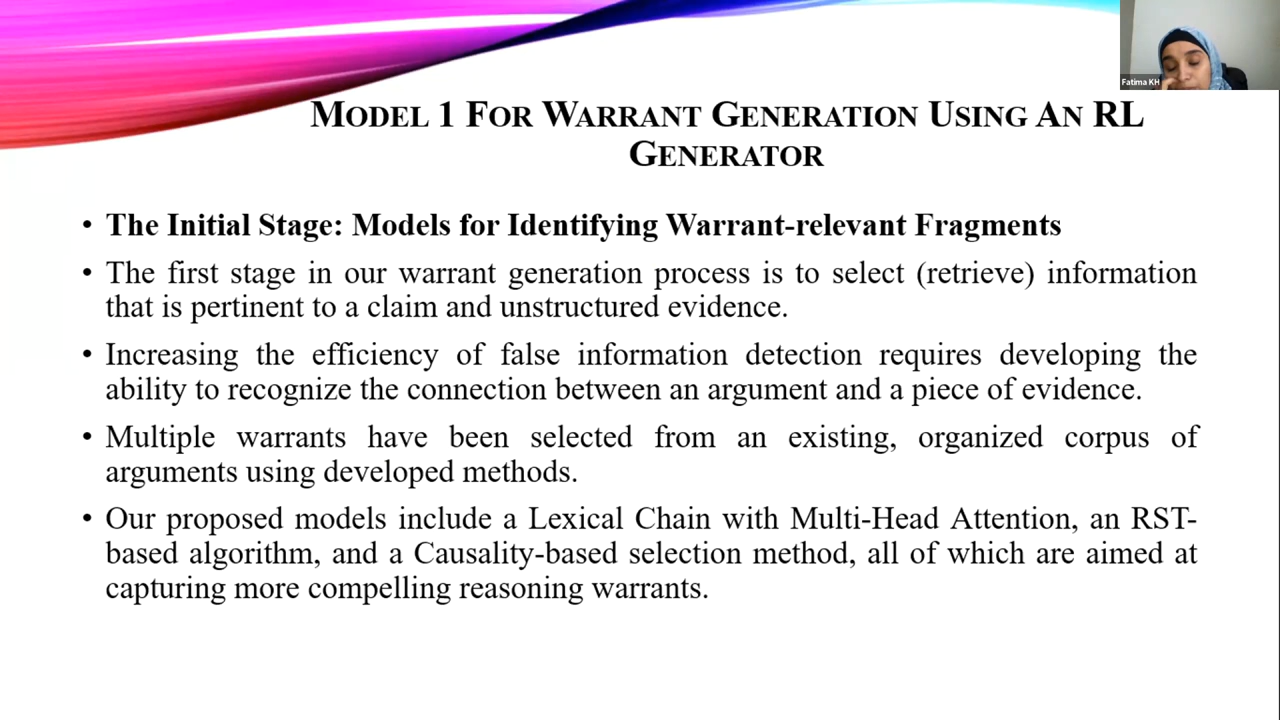 Fatima KH
MODEL 1 FOR WARRANT GENERATION USING AN RL
GENERATOR
• The Initial Stage: Models for Identifying Warrant-relevant Fragments
• The first stage in our warrant generation process is to select (retrieve) information
that is pertinent to a claim and unstructured evidence.
• Increasing the efficiency of false information detection requires developing the
ability to recognize the connection between an argument and a piece of evidence.
• Multiple warrants have been selected from an existing, organized corpus of
arguments using developed methods.
• Our proposed models include a Lexical Chain with Multi-Head Attention, an RST-
based algorithm, and a Causality-based selection method, all of which are aimed at
capturing more compelling reasoning warrants.